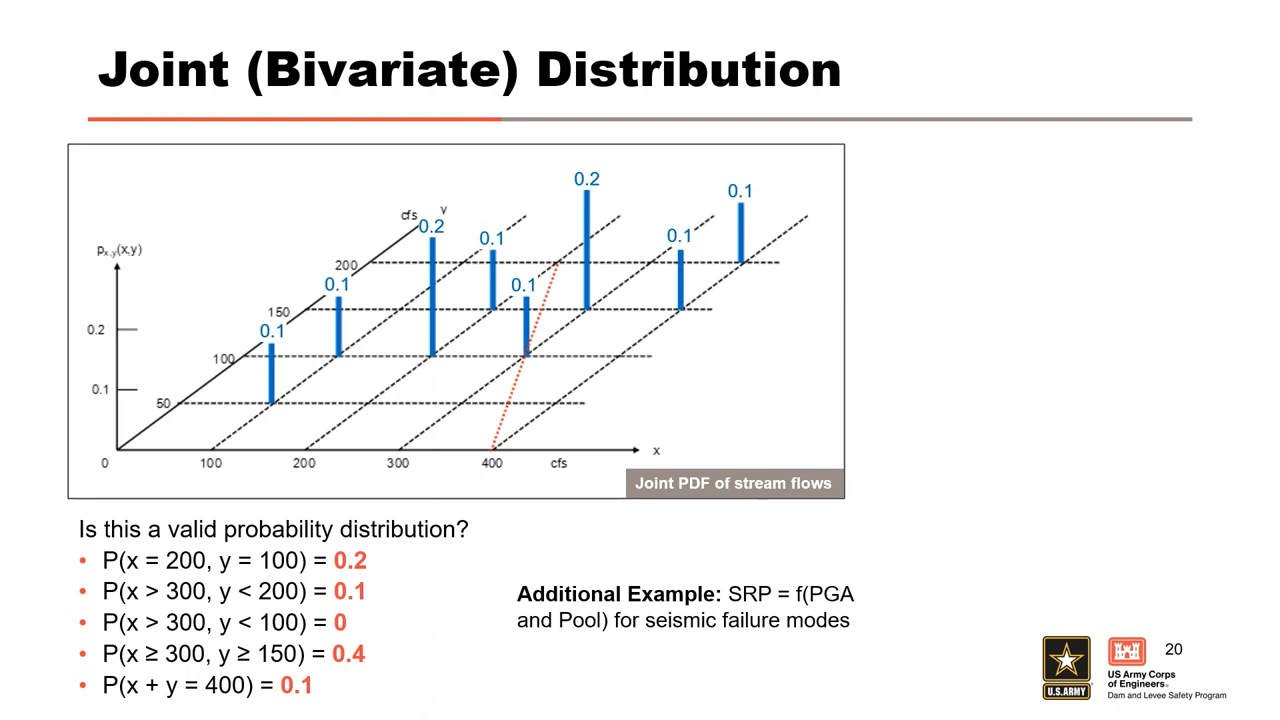 Joint (Bivariate) Distribution
0.2
0.1
cfs
y
0.2
0.1
0.1
px,y(x,y)
200
0.1
0.1
150
0.2
0.1
100
0.1
50
x
0
100
200
300
400
cfs
Joint PDF of stream flows
Is this a valid probability distribution?
• P(x = 200, y = 100) = 0.2
• P(x > 300, y < 200) = 0.1
• P(x > 300, y < 100) = 0
• P(x ≥ 300, y ≥ 150) = 0.4
• P(x + y = 400) = 0.1
Additional Example: SRP = f(PGA
and Pool) for seismic failure modes
U.S.ARMY
US Army Corps
of Engineers®
Dam and Levee Safety Program
20